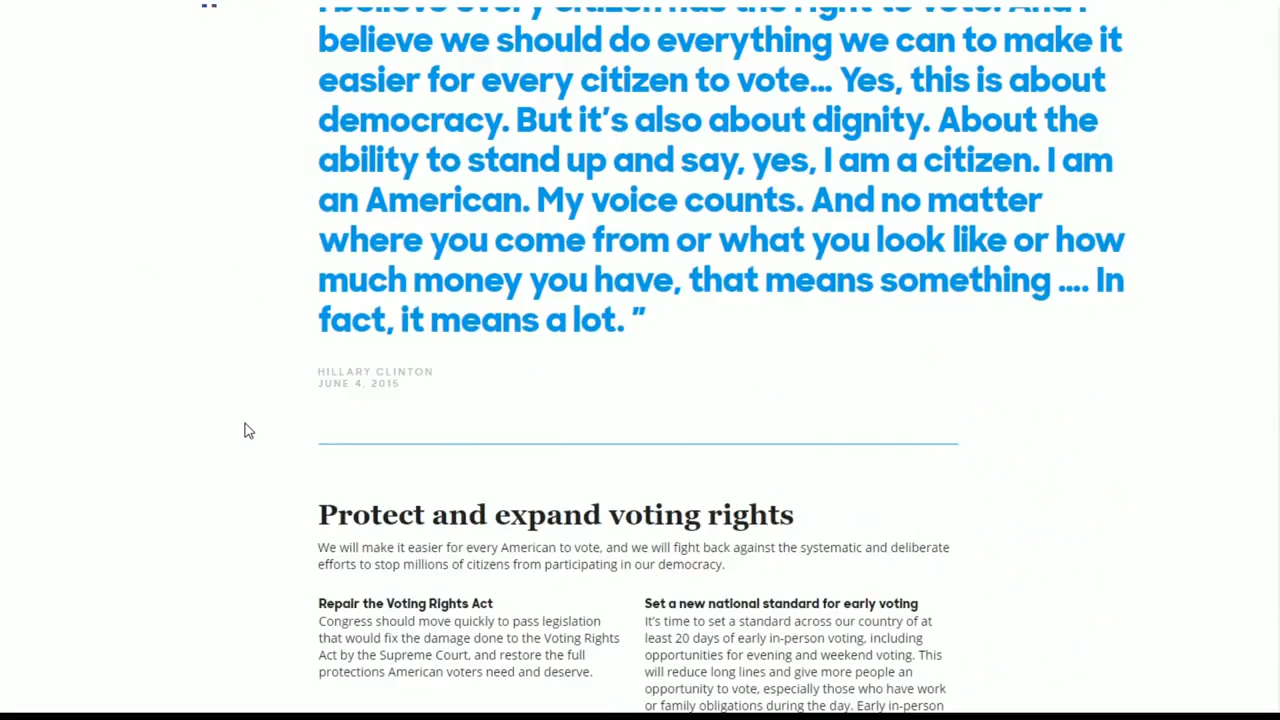 I believe every citizen has the right to vote. And I
believe we should do everything we can to make it
easier for every citizen to vote... Yes, this is about
democracy. But it’s also about dignity. About the
ability to stand up and say, yes, I am a citizen. I am
an American. My voice counts. And no matter
where you come from or what you look like or how
much money you have, that means something .... In
fact, it means a lot. ”
HILLARY CLINTON
JUNE 4, 2015
Protect and expand voting rights
We will make it easier for every American to vote, and we will fight back against the systematic and deliberate
efforts to stop millions of citizens from participating in our democracy.
Repair the Voting Rights Act
Congress should move quickly to pass legislation
that would fix the damage done to the Voting Rights
Act by the Supreme Court, and restore the full
protections American voters need and deserve.
Set a new national standard for early voting
It’s time to set a standard across our country of at
least 20 days of early in-person voting, including
opportunities for evening and weekend voting. This
will reduce long lines and give more people an
opportunity to vote, especially those who have work
or family obligations during the day. Early in-person